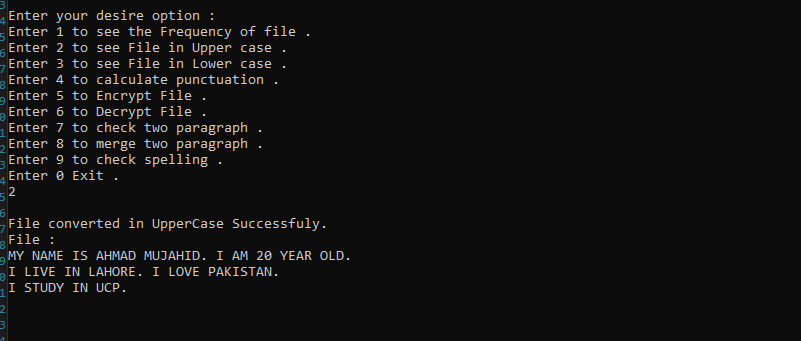 Enter your desire option :
Enter 1 to see the Frequency of file .
Enter 2 to see File in Upper case .
Enter 3 to see File in Lower case .
Enter 4 to calculate punctuation .
Enter 5 to Encrypt File .
Enter 6 to Decrypt File .
Enter 7 to check two paragraph .
Enter 8 to merge two paragraph .
Enter 9 to check spelling .
Enter 0 Exit .
2
File converted in UpperCase Successfuly.
File :
MY NAME IS AHMAD MUJAHID. I AM 20 YEAR OLD.
I LIVE IN LAHORE. I LOVE PAKISTAN.
I STUDY IN UCP.